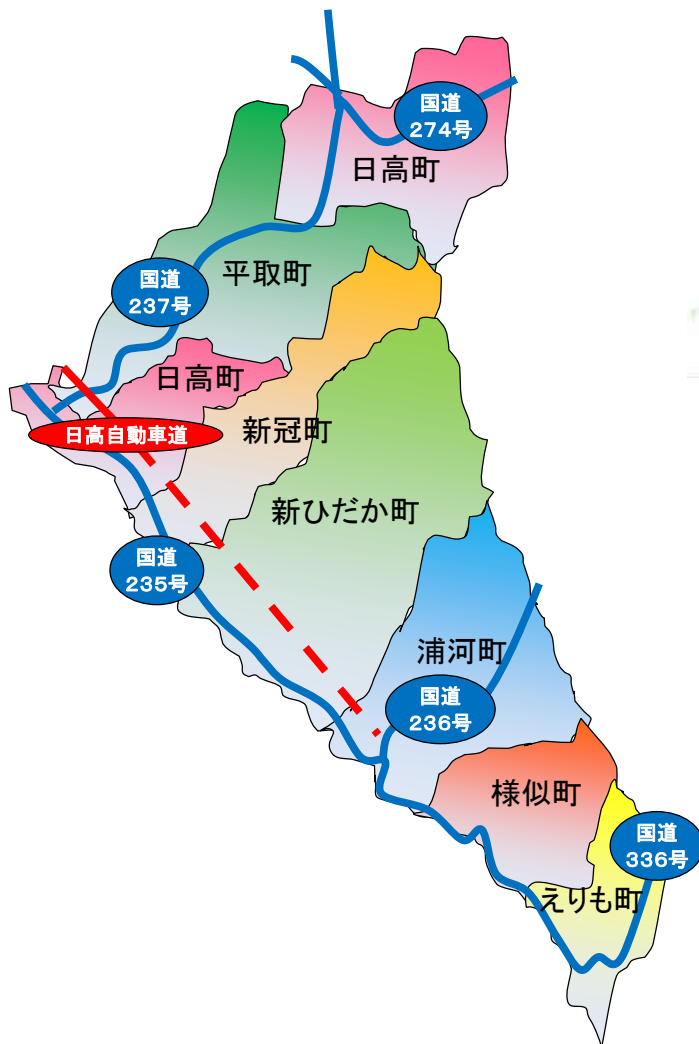 国道
274号
日高町
平取町
国道
237号
日高町
日高自動車道
新冠町
新ひだか町
国道
235号
浦河町
国道
236号
様似町
国道
336号
えりも町